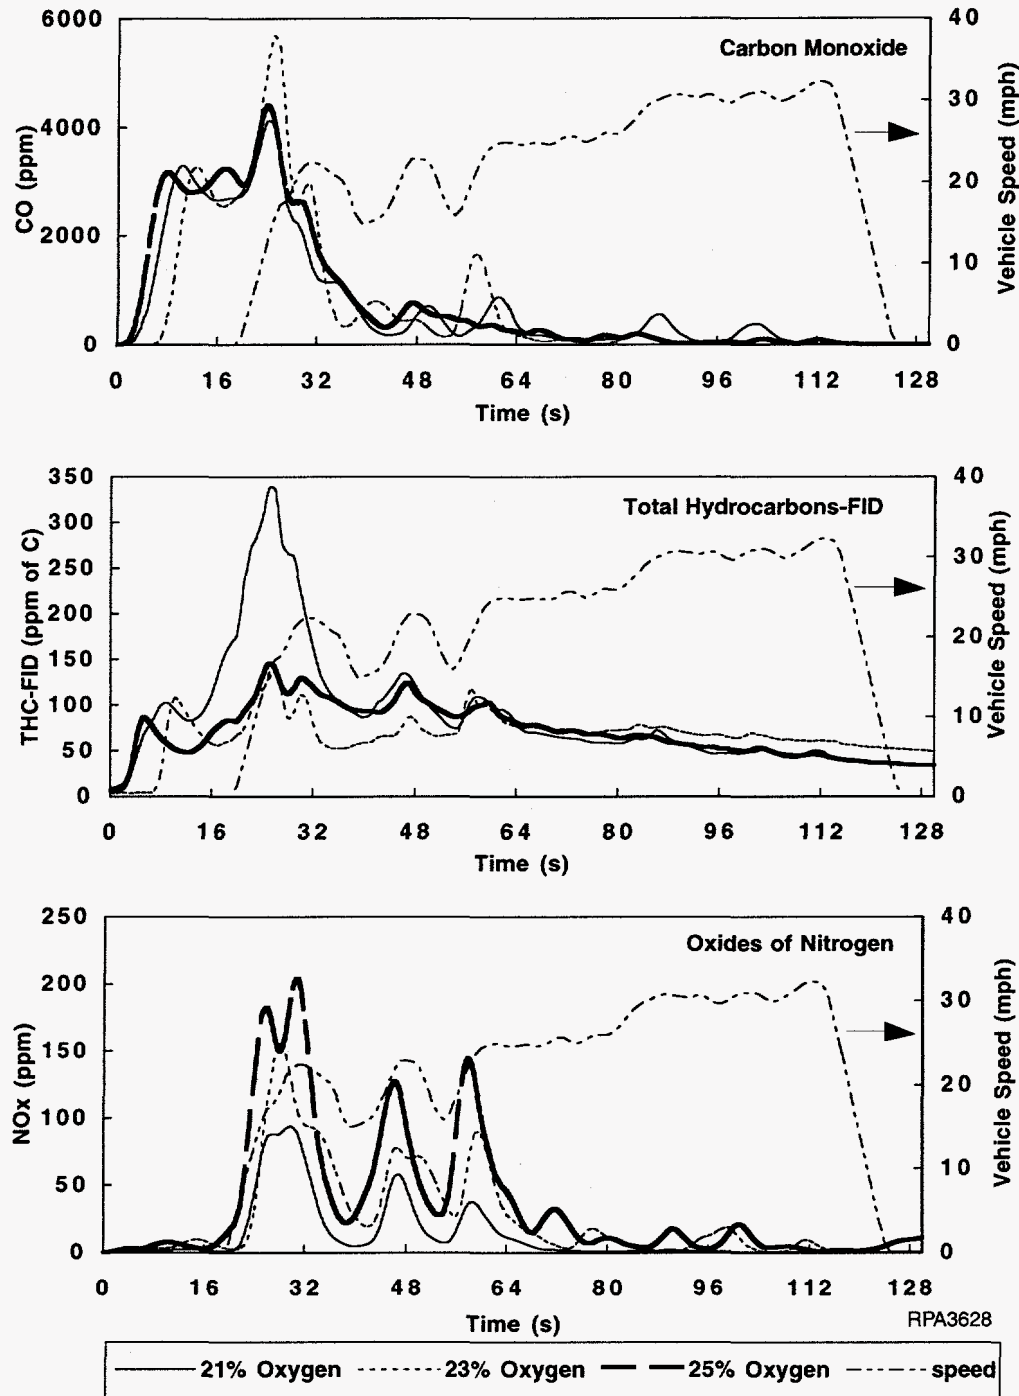 6000
4000
2000
0
CO (ppm)
Carbon Monoxide
40
30
20
10
0
Vehicle Speed (mph)
0 16 32 48 64 80 96 112 128
Time (s)
350
300
250
200
150
100
50
0
THC-FID (ppm of C)
Total Hydrocarbons-FID
40
30
20
10
0
Vehicle Speed (mph)
0 16 32 48 64 80 96 112 128
Time (s)
250
200
150
100
50
0
NOx (ppm)
Oxides of Nitrogen
40
30
20
10
0
Vehicle Speed (mph)
0 16 32 48 64 80 96 112 128
Time (s)
RPA3628
21% Oxygen 23% Oxygen 25% Oxygen speed